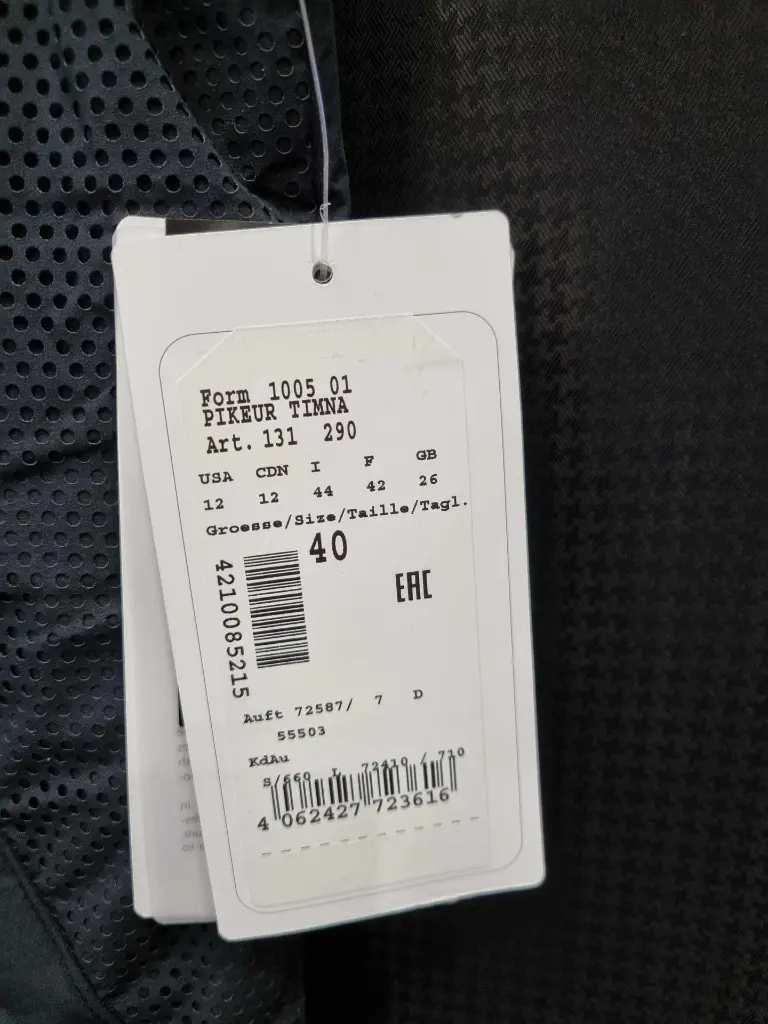 Form 1005 01
PIKEUR TIMNA
Art. 131 290
USA CDN I F GB
12 12 44 42 26
Groesse/Size/Taille/Tagl.
40
4210085215
EAC
Auft 72587/ 7 D
55503
KdAu
S/660 L 72410 / 710
4 062427 723616